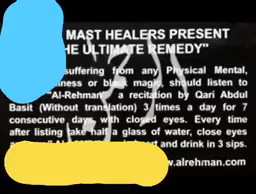 MAST HEALERS PRESENT
HE ULTIMATE REMEDY"
suffering from any Physical, Mental,
ness or black magic, should listen to
"Al-Rehman", a recitation by Qari Abdul
Basit (Without translation) 3 times a day for 7
consecutive days with closed eyes. Every time
after listing take half a glass of water, close eyes
and drink in 3 sips.
w.alrehman.com